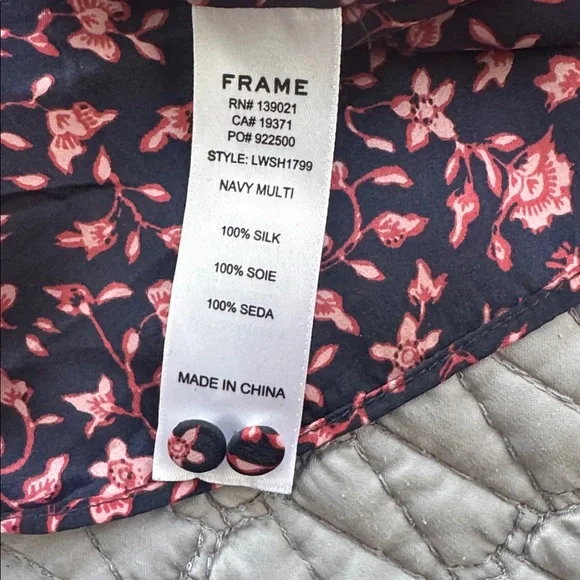 FRAME
RN# 139021
CA# 19371
PO# 922500
STYLE: LWSH1799
NAVY MULTI
100% SILK
100% SOIE
100% SEDA
MADE IN CHINA